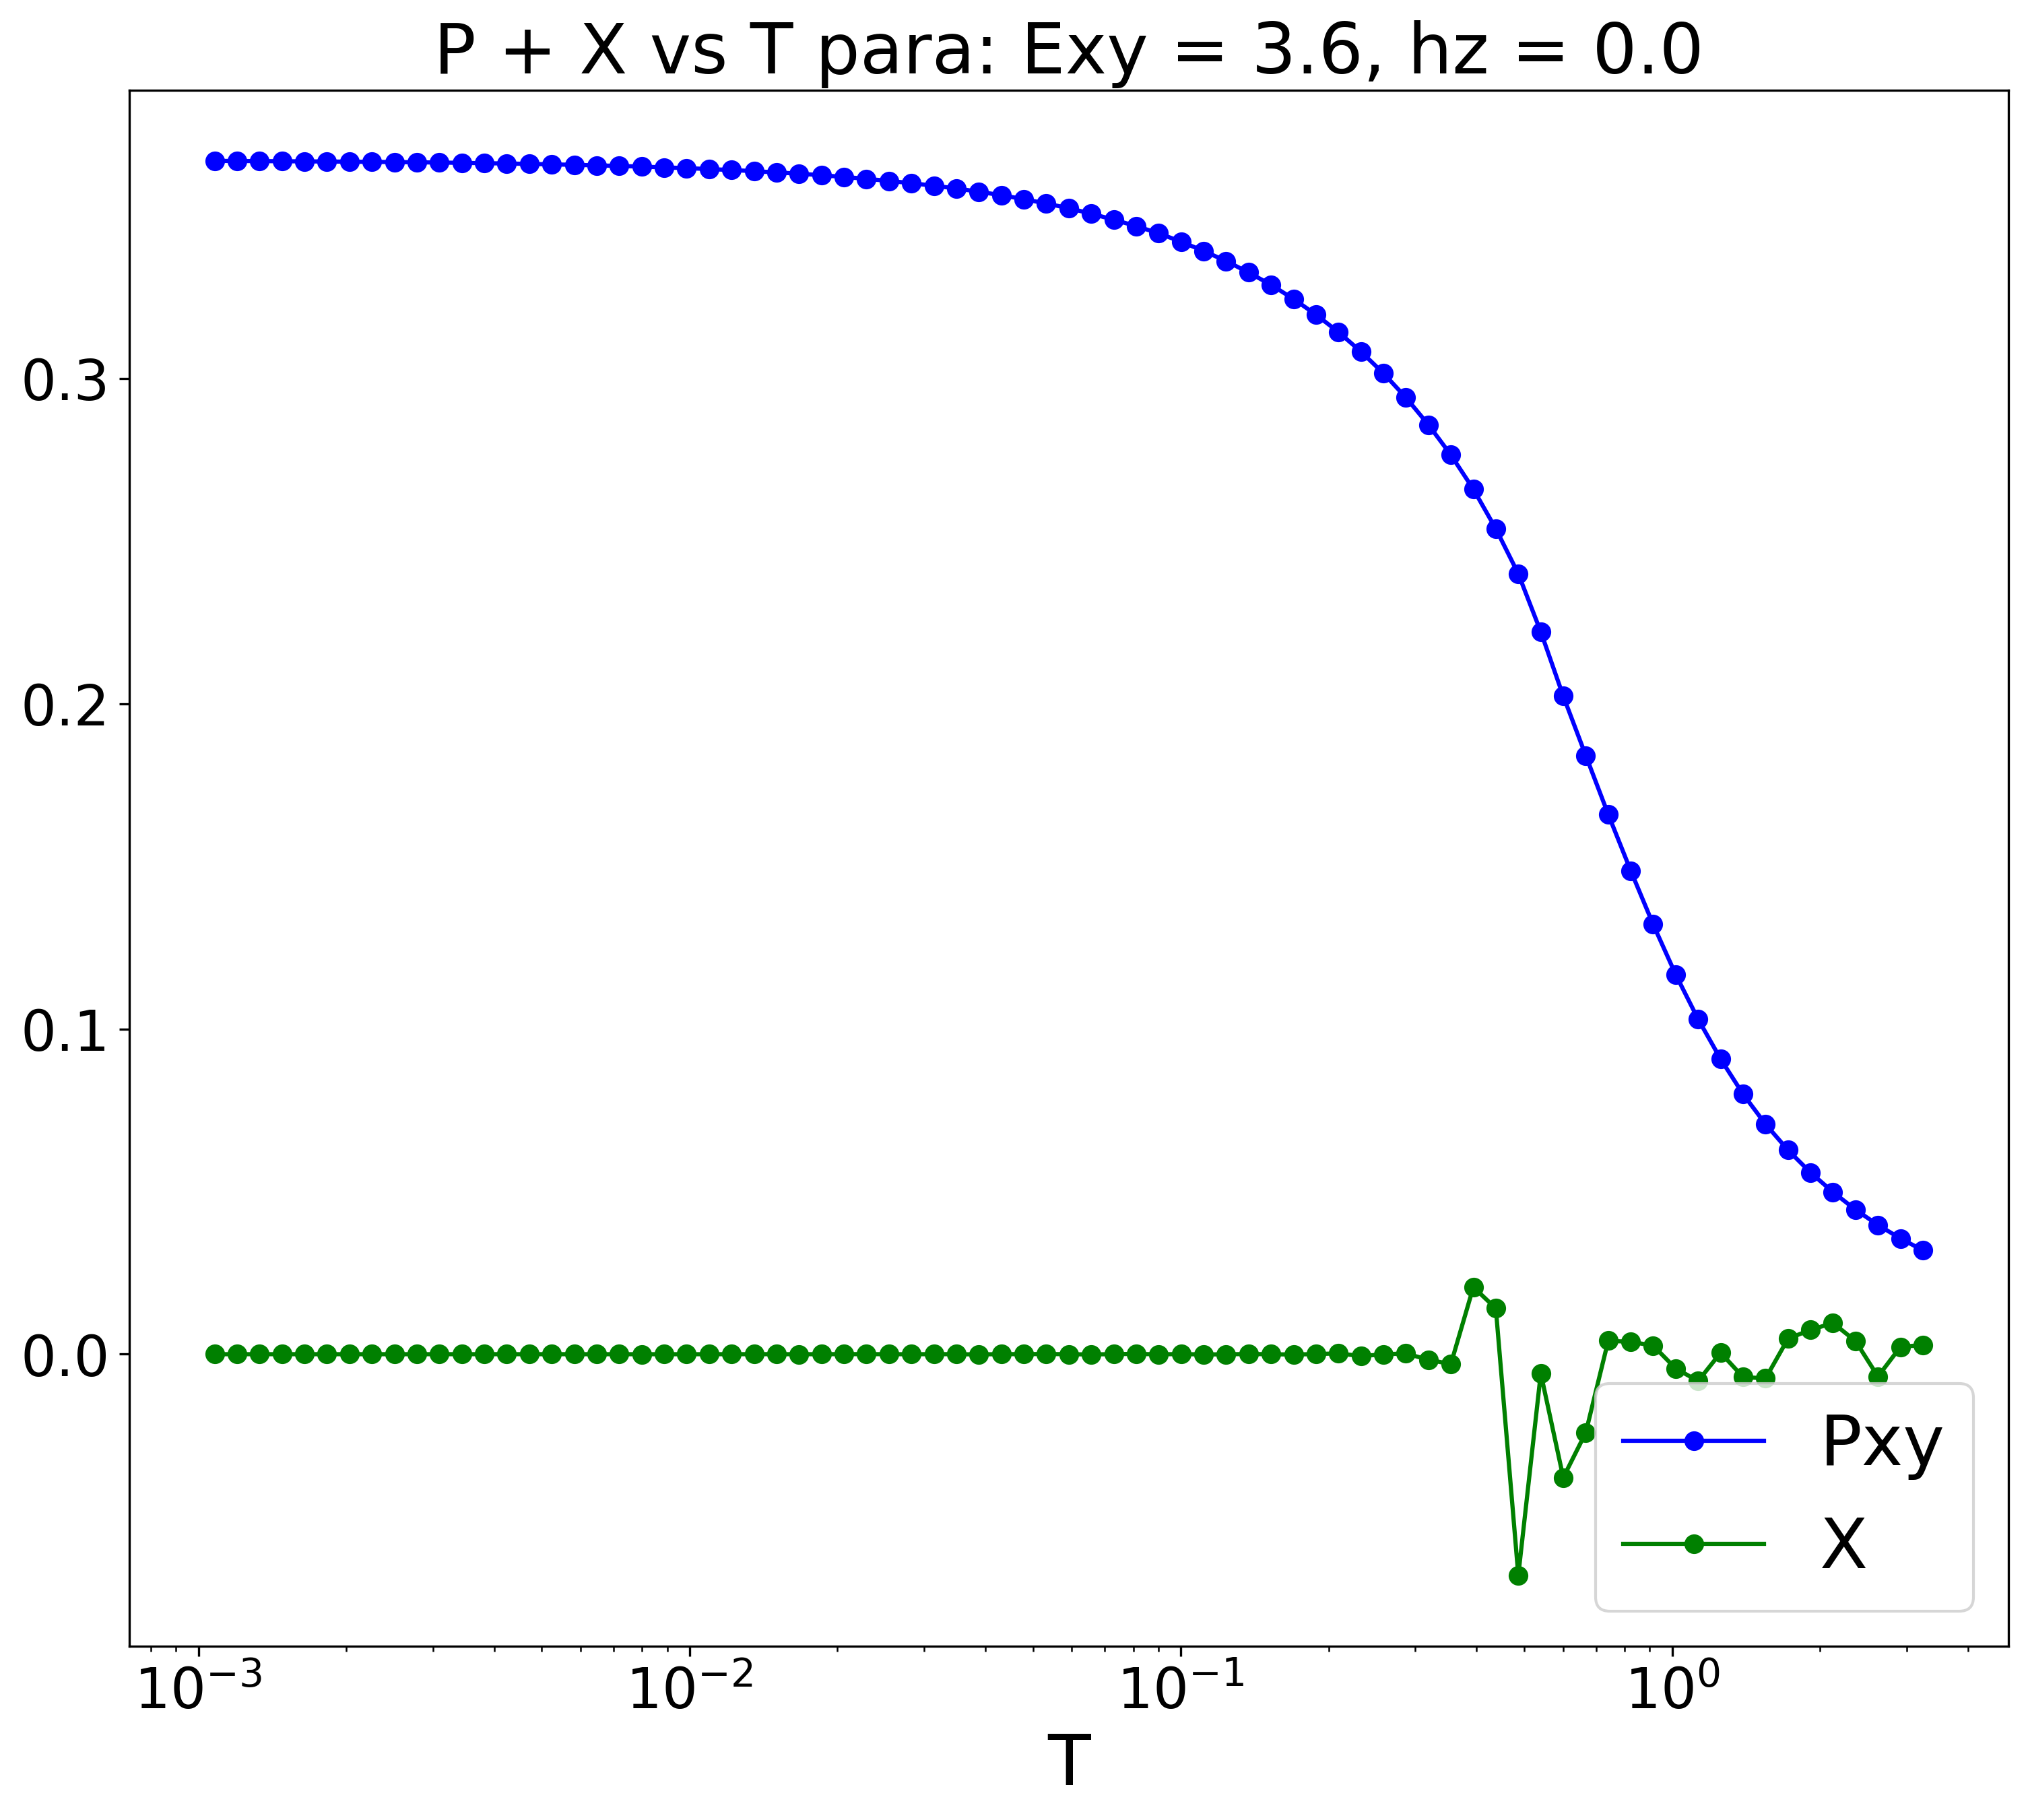 P + X vs T para: Exy = 3.6, hz = 0.0
0.3
0.2
0.1
0.0
Pxy
X
10⁻³ 10⁻² 10⁻¹ 10⁰
T